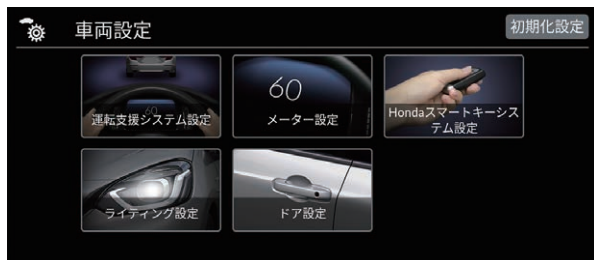 車両設定
初期化設定
60
運転支援システム設定
60
メーター設定
Hondaスマートキーシス
テム設定
ライティング設定
ドア設定